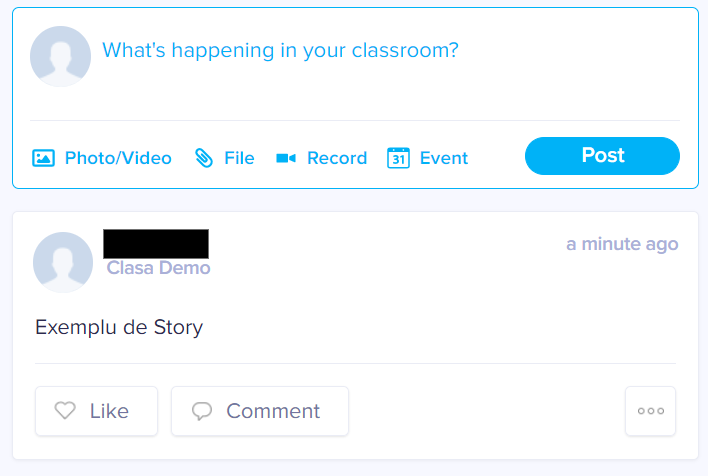 What's happening in your classroom?
Photo/Video File Record 31 Event Post
a minute ago
Clasa Demo
Exemplu de Story
Like Comment